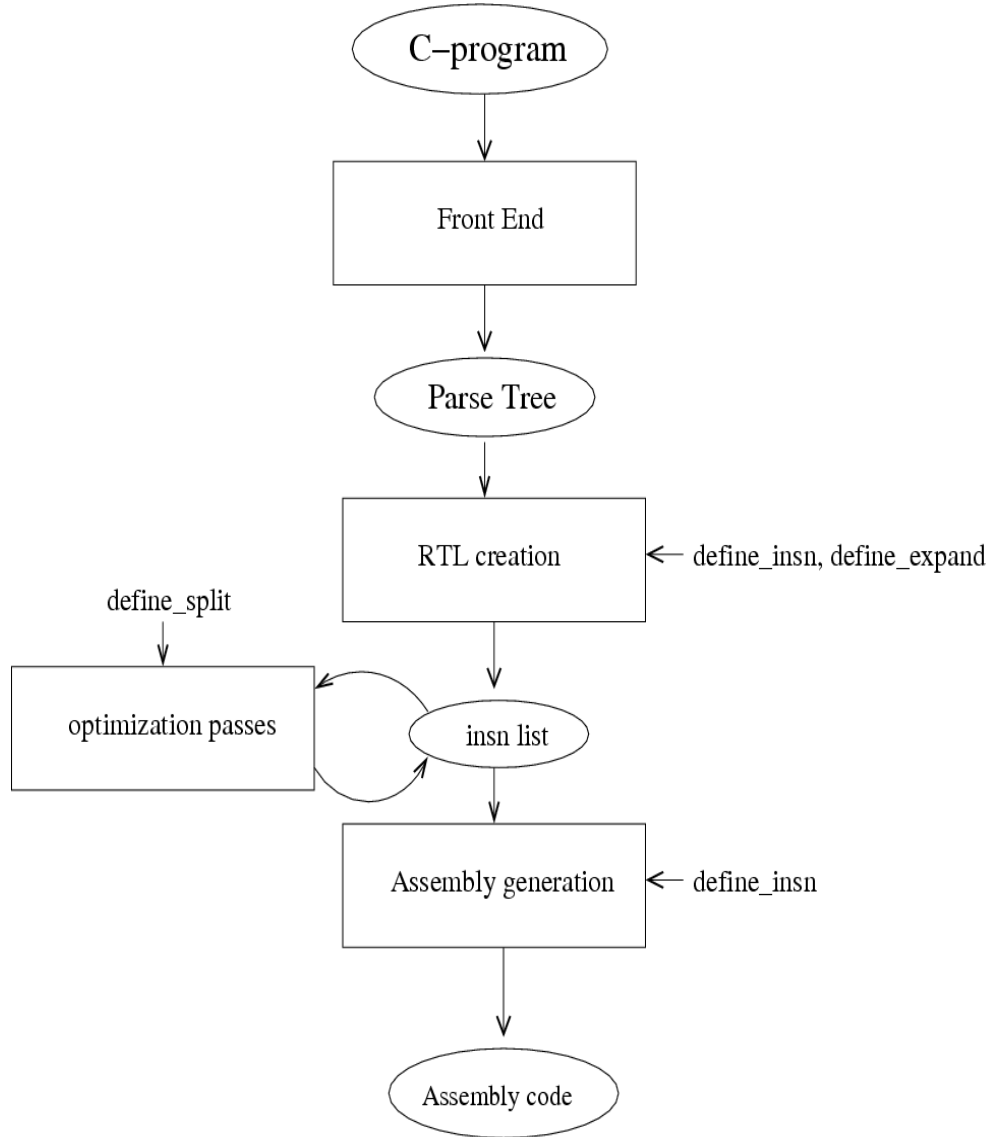 C-program
Front End
Parse Tree
RTL creation
define_insn, define_expand
define_split
optimization passes
insn list
Assembly generation
define_insn
Assembly code